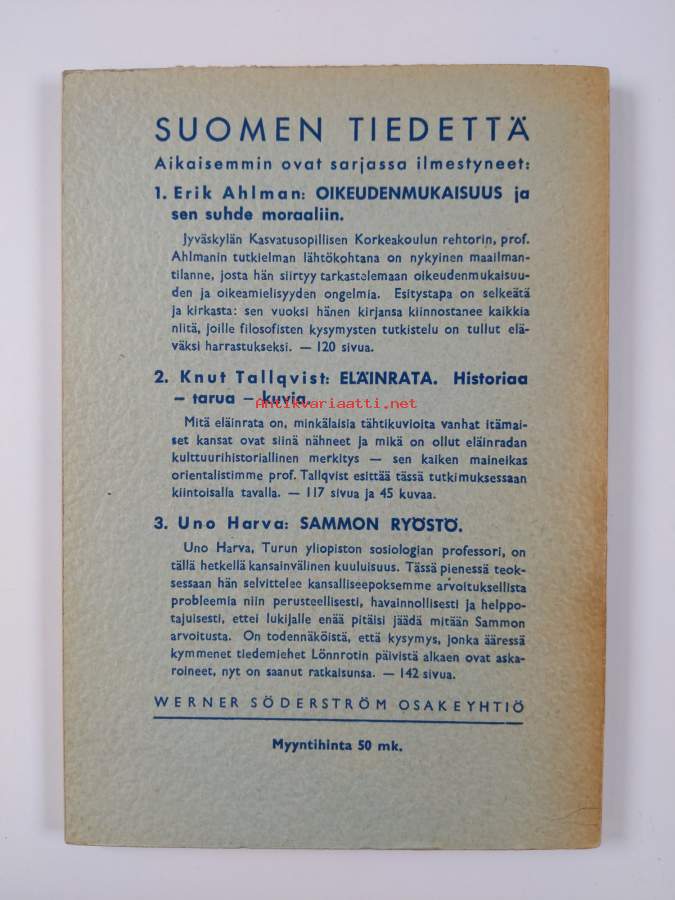 SUOMEN TIEDETTÄ
Aikaisemmin ovat sarjassa ilmestyneet:
1. Erik Ahlman: OIKEUDENMUKAISUUS ja
sen suhde moraaliin.
Jyväskylän Kasvatusopillisen Korkeakoulun rehtorin, prof.
Ahlmanin tutkielman lähtökohtana on nykyinen maailman-
tilanne, josta hän siirtyy tarkastelemaan oikeudenmukaisuu-
den ja oikeamielisyyden ongelmia. Esitystapa on selkeätä
ja kirkasta: sen vuoksi hänen kirjansa kiinnostanee kaikkia
niitä, joille filosofisten kysymysten tutkistelu on tullut elä-
väksi harrastukseksi. — 120 sivua.
2. Knut Tallqvist: ELÄINRATA. Historiaa
– tarua – kuvia.
Antikvariaatti.net
Mitä eläinrata on, minkälaisia tähtikuvioita vanhat itämai-
set kansat ovat siinä nähneet ja mikä on ollut eläinradan
kulttuurihistoriallinen merkitys — sen kaiken maineikas
orientalistimme prof. Tallqvist esittää tässä tutkimuksessaan
kiintoisalla tavalla. — 117 sivua ja 45 kuvaa.
3. Uno Harva: SAMMON RYÖSTÖ.
Uno Harva, Turun yliopiston sosiologian professori, on
tällä hetkellä kansainvälinen kuuluisuus. Tässä pienessä teok-
sessaan hän selvittelee kansalliseepoksemme arvoituksellista
probleemia niin perusteellisesti, havainnollisesti ja helppo-
tajuisesti, ettei lukijalle enää pitäisi jäädä mitään Sammon
arvoitusta. On todennäköistä, että kysymys, jonka ääressä
kymmenet tiedemiehet Lönnrotin päivistä alkaen ovat aska-
roineet, nyt on saanut ratkaisunsa. — 142 sivua.
WERNER SÖDERSTRÖM OSAKEYHTIÖ
Myyntihinta 50 mk.